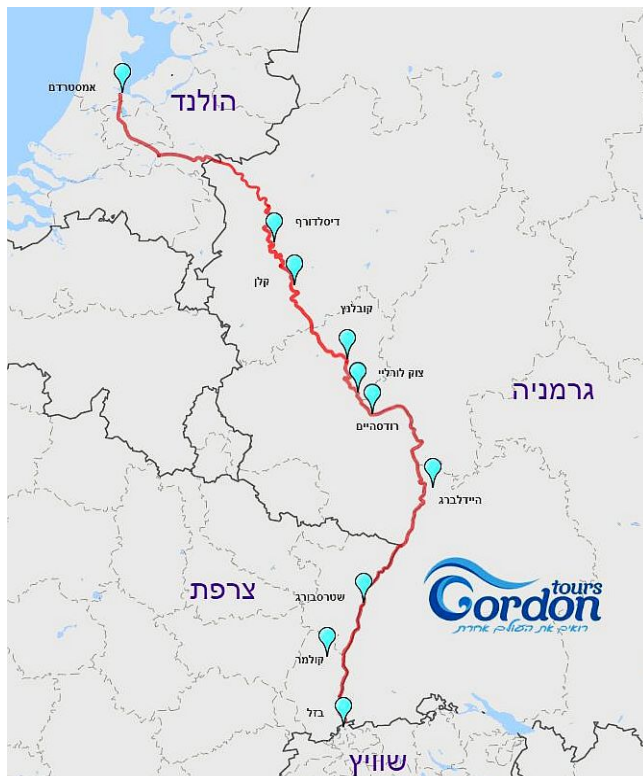 אמסטרדם
הולנד
דיסלדורף
קלן
קובלנץ
צוק לורליי
גרמניה
רודסהיים
היידלברג
צרפת
שטרסבורג
tours
Gordon
רואים את העולם אחרת
קולמר
בזל
שוויץ